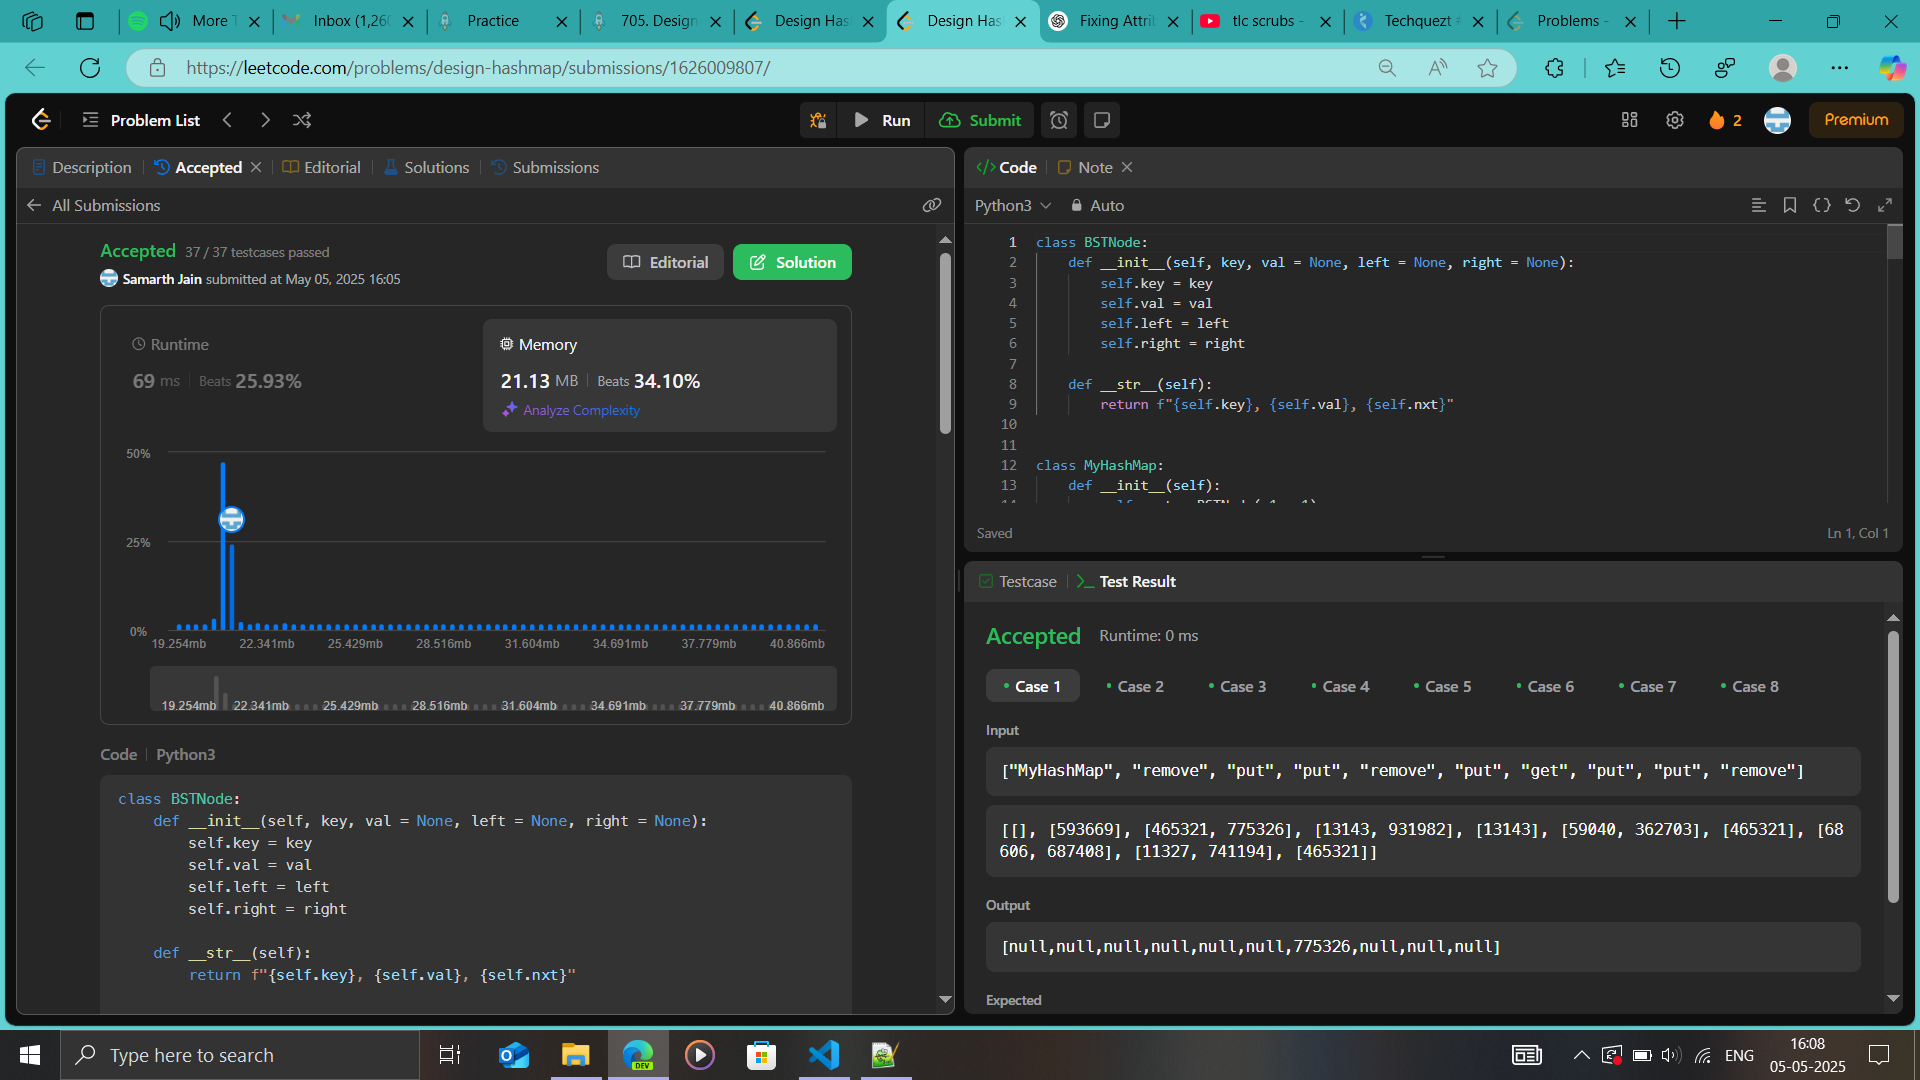 More T
Inbox (1,260
Practice
705. Design
Design Has
Design Has
Fixing Attrib
tlc scrubs -
Techquezt #
Problems -
https://leetcode.com/problems/design-hashmap/submissions/1626009807/
Problem List
Run
Submit
2
Premium
Description
Accepted
Editorial
Solutions
Submissions
All Submissions
Accepted 37 / 37 testcases passed
Samarth Jain submitted at May 05, 2025 16:05
Editorial
Solution
Runtime
69 ms Beats 25.93%
Memory
21.13 MB Beats 34.10%
Analyze Complexity
50%
25%
0%
19.254mb 22.341mb 25.429mb 28.516mb 31.604mb 34.691mb 37.779mb 40.866mb
19.254mb 22.341mb 25.429mb 28.516mb 31.604mb 34.691mb 37.779mb 40.866mb
Code Python3
class BSTNode:
    def __init__(self, key, val = None, left = None, right = None):
        self.key = key
        self.val = val
        self.left = left
        self.right = right
    def __str__(self):
        return f"{self.key}, {self.val}, {self.nxt}"
</> Code
Note
Python3
Auto
1 class BSTNode:
2     def __init__(self, key, val = None, left = None, right = None):
3         self.key = key
4         self.val = val
5         self.left = left
6         self.right = right
7
8     def __str__(self):
9         return f"{self.key}, {self.val}, {self.nxt}"
10
11
12 class MyHashMap:
13     def __init__(self):
Saved
Ln 1, Col 1
Testcase
Test Result
Accepted Runtime: 0 ms
Case 1 Case 2 Case 3 Case 4 Case 5 Case 6 Case 7 Case 8
Input
["MyHashMap", "remove", "put", "put", "remove", "put", "get", "put", "put", "remove"]
[[], [593669], [465321, 775326], [13143, 931982], [13143], [59040, 362703], [465321], [68
606, 687408], [11327, 741194], [465321]]
Output
[null,null,null,null,null,null,775326,null,null,null]
Expected
Type here to search
DEV
ENG
16:08
05-05-2025